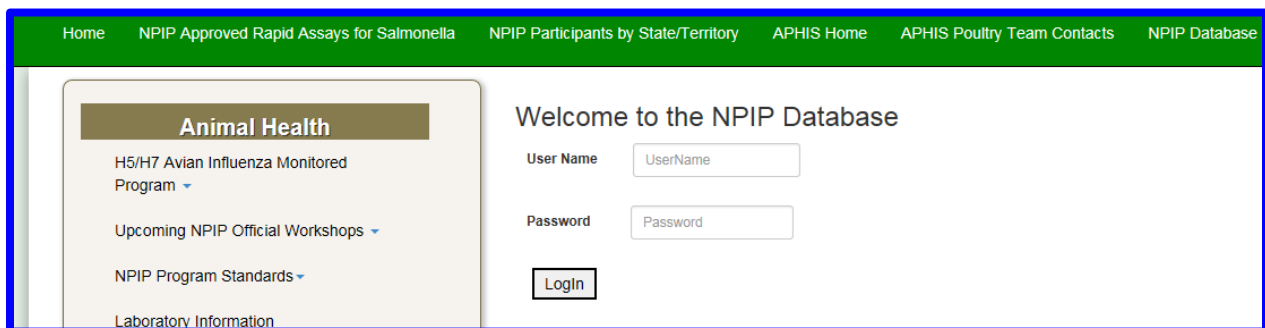 Home NPIP Approved Rapid Assays for Salmonella NPIP Participants by State/Territory APHIS Home APHIS Poultry Team Contacts NPIP Database
Animal Health
H5/H7 Avian Influenza Monitored
Program
Upcoming NPIP Official Workshops
NPIP Program Standards
Laboratory Information
Welcome to the NPIP Database
User Name UserName
Password Password
LogIn